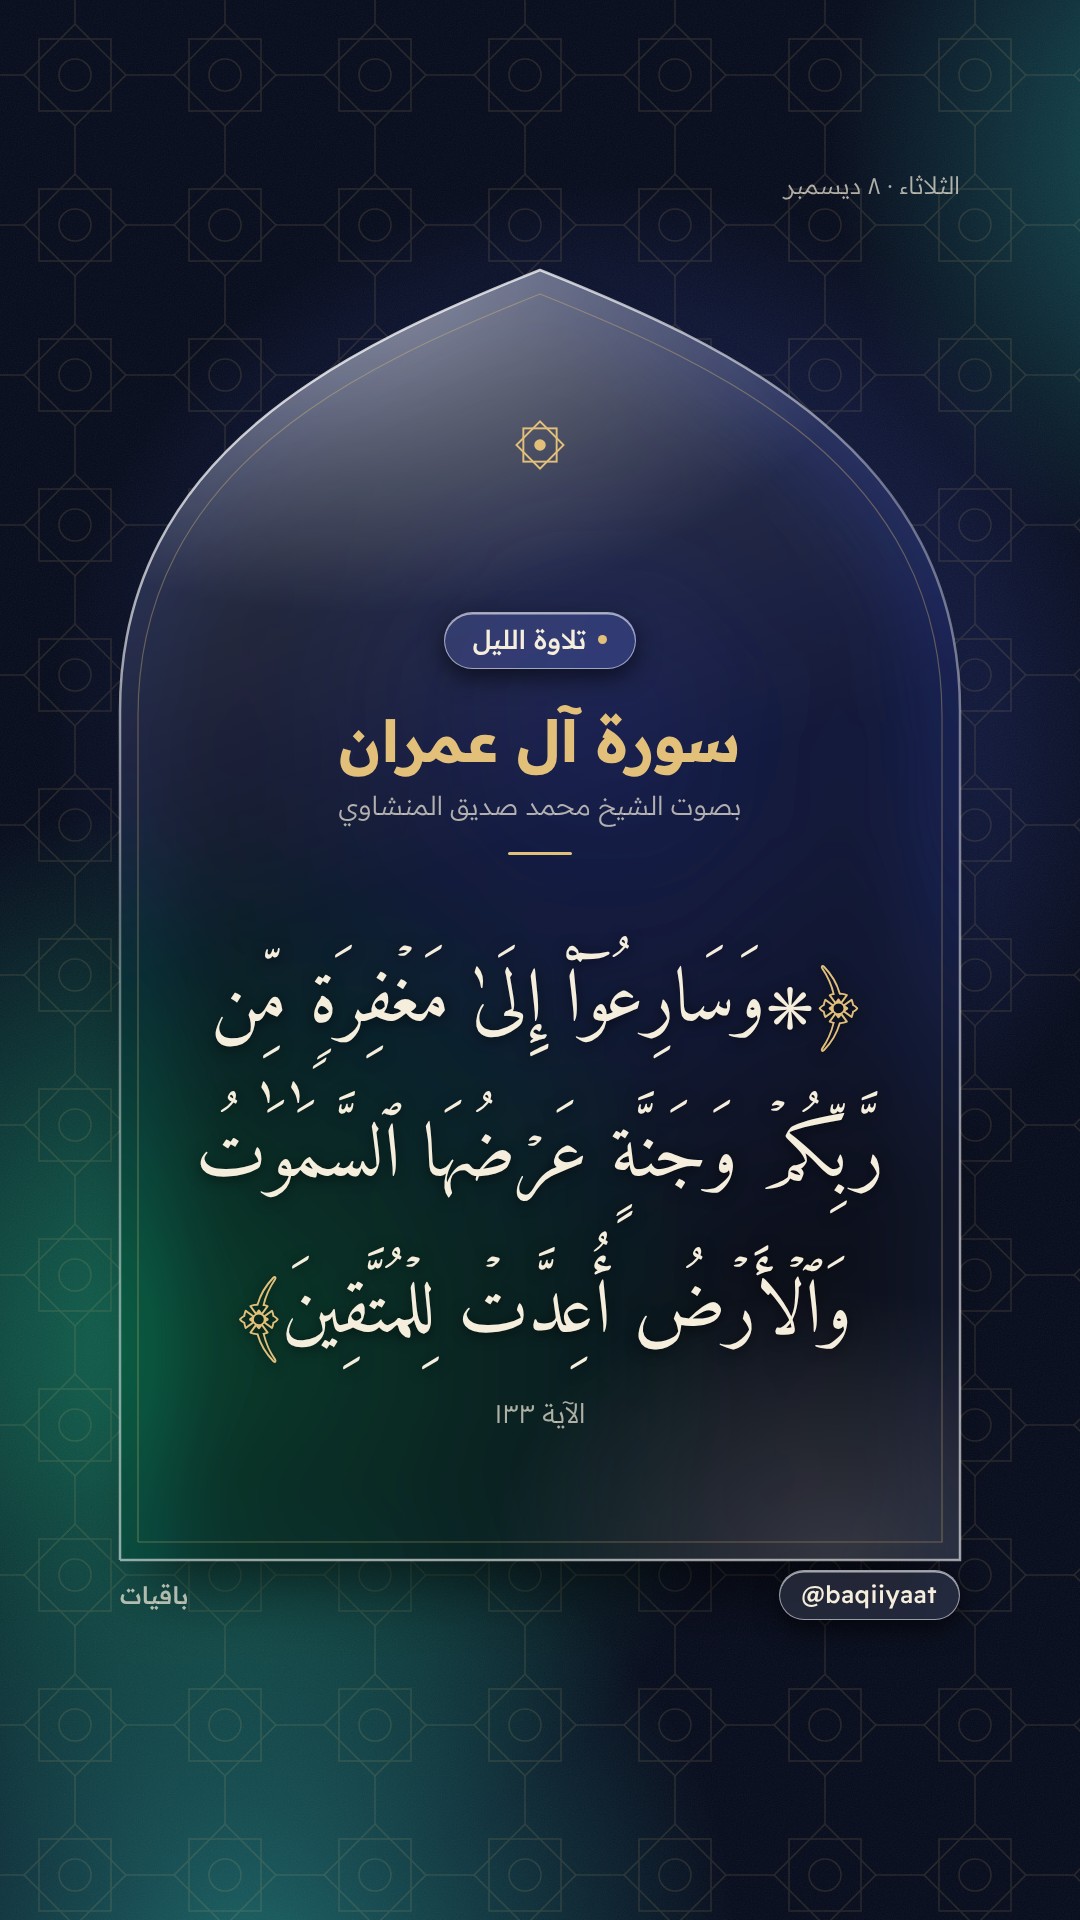 الثلاثاء · ٨ ديسمبر
تلاوة الليل
سورة آل عمران
بصوت الشيخ محمد صديق المنشاوي
﴿*وَسَارِعُوٓاْ إِلَىٰ مَغۡفِرَةٖ مِّن
رَّبِّكُمۡ وَجَنَّةٍ عَرۡضُهَا ٱلسَّمَٰوَٰتُ
وَٱلۡأَرۡضُ أُعِدَّتۡ لِلۡمُتَّقِينَ﴾
الآية ١٣٣
@baqiiyaat
باقيات